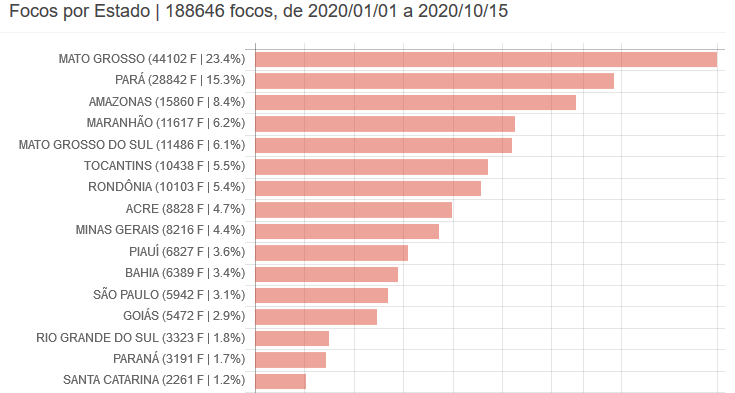 Focos por Estado | 188646 focos, de 2020/01/01 a 2020/10/15
MATO GROSSO (44102 F | 23.4%)
PARÁ (28842 F | 15.3%)
AMAZONAS (15860 F | 8.4%)
MARANHÃO (11617 F | 6.2%)
MATO GROSSO DO SUL (11486 F | 6.1%)
TOCANTINS (10438 F | 5.5%)
RONDÔNIA (10103 F | 5.4%)
ACRE (8828 F | 4.7%)
MINAS GERAIS (8216 F | 4.4%)
PIAUÍ (6827 F | 3.6%)
BAHIA (6389 F | 3.4%)
SÃO PAULO (5942 F | 3.1%)
GOIÁS (5472 F | 2.9%)
RIO GRANDE DO SUL (3323 F | 1.8%)
PARANÁ (3191 F | 1.7%)
SANTA CATARINA (2261 F | 1.2%)